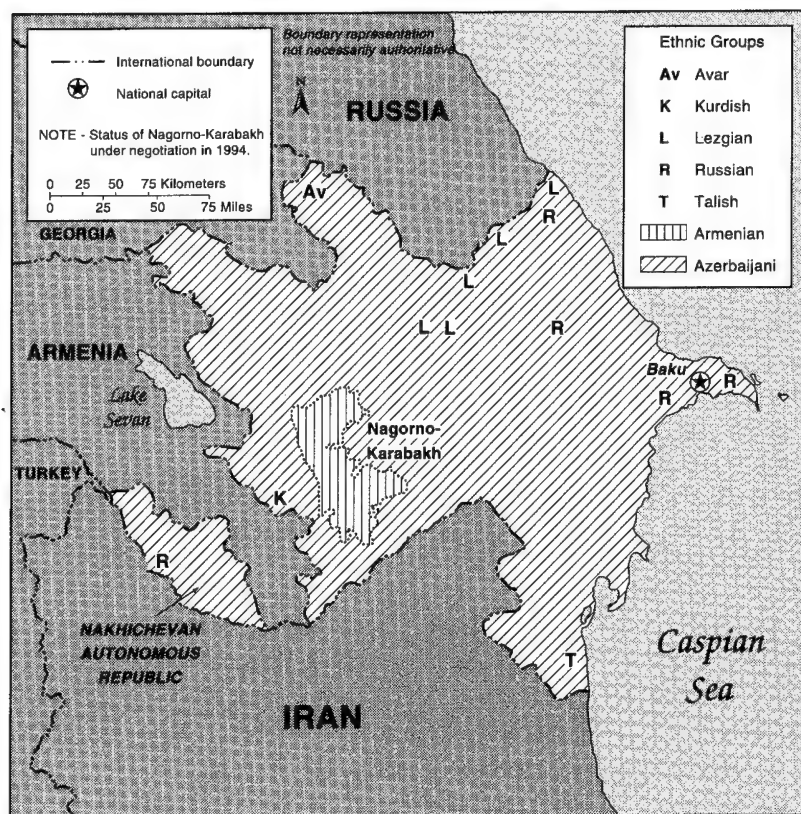 Boundary representation
not necessarily authoritative
International boundary
National capital
NOTE - Status of Nagorno-Karabakh
under negotiation in 1994.
0 25 50 75 Kilometers
0 25 50 75 Miles
N
RUSSIA
Ethnic Groups
Av Avar
K Kurdish
L Lezgian
R Russian
T Talish
Armenian
Azerbaijani
GEORGIA
Av
L
R
L
L
L L
R
ARMENIA
Lake
Sevan
Baku
R
R
Nagorno-
Karabakh
TURKEY
K
R
NAKHICHEVAN
AUTONOMOUS
REPUBLIC
T
Caspian
Sea
IRAN